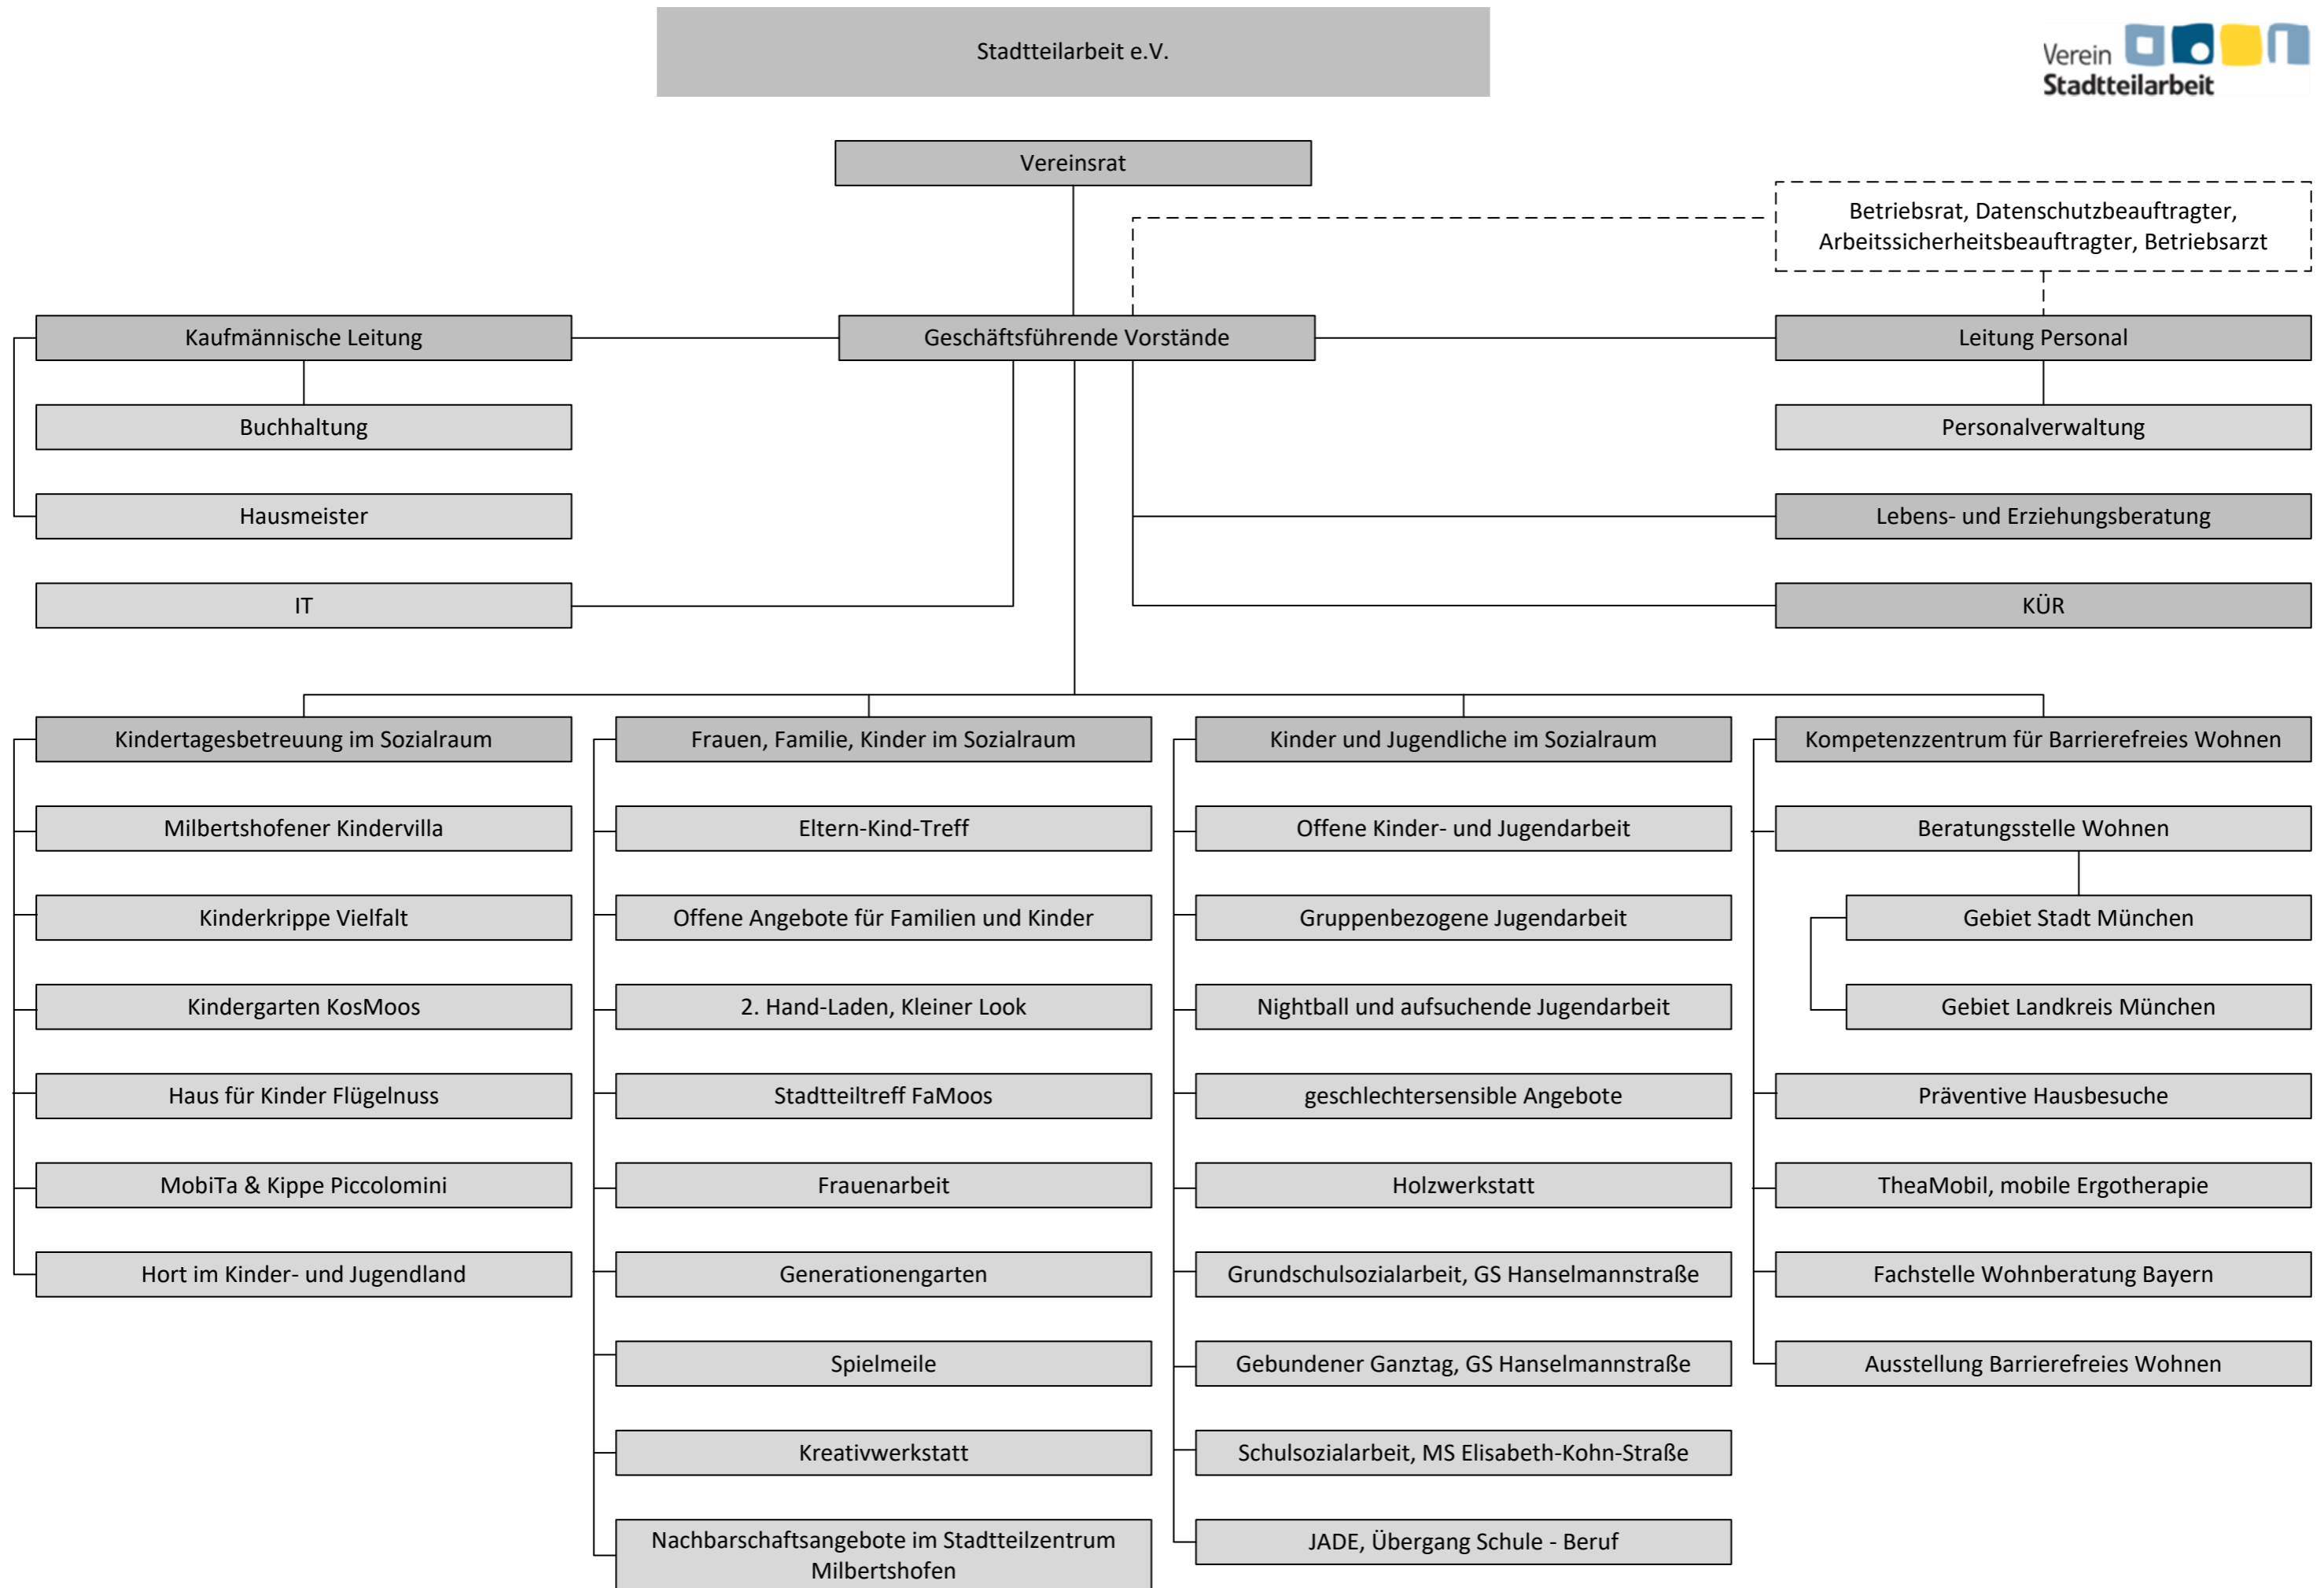 Stadtteilarbeit e.V.
Verein
Stadtteilarbeit
Vereinsrat
Betriebsrat, Datenschutzbeauftragter,
Arbeitssicherheitsbeauftragter, Betriebsarzt
Kaufmännische Leitung
Geschäftsführende Vorstände
Leitung Personal
Buchhaltung
Personalverwaltung
Hausmeister
Lebens- und Erziehungsberatung
IT
KÜR
Kindertagesbetreuung im Sozialraum
Milbertshofener Kindervilla
Kinderkrippe Vielfalt
Kindergarten KosMoos
Haus für Kinder Flügelnuss
MobiTa & Kippe Piccolomini
Hort im Kinder- und Jugendland
Frauen, Familie, Kinder im Sozialraum
Eltern-Kind-Treff
Offene Angebote für Familien und Kinder
2. Hand-Laden, Kleiner Look
Stadtteiltreff FaMoos
Frauenarbeit
Generationengarten
Spielmeile
Kreativwerkstatt
Nachbarschaftsangebote im Stadtteilzentrum
Milbertshofen
Kinder und Jugendliche im Sozialraum
Offene Kinder- und Jugendarbeit
Gruppenbezogene Jugendarbeit
Nightball und aufsuchende Jugendarbeit
geschlechtersensible Angebote
Holzwerkstatt
Grundschulsozialarbeit, GS Hanselmannstraße
Gebundener Ganztag, GS Hanselmannstraße
Schulsozialarbeit, MS Elisabeth-Kohn-Straße
JADE, Übergang Schule - Beruf
Kompetenzzentrum für Barrierefreies Wohnen
Beratungsstelle Wohnen
Gebiet Stadt München
Gebiet Landkreis München
Präventive Hausbesuche
TheaMobil, mobile Ergotherapie
Fachstelle Wohnberatung Bayern
Ausstellung Barrierefreies Wohnen